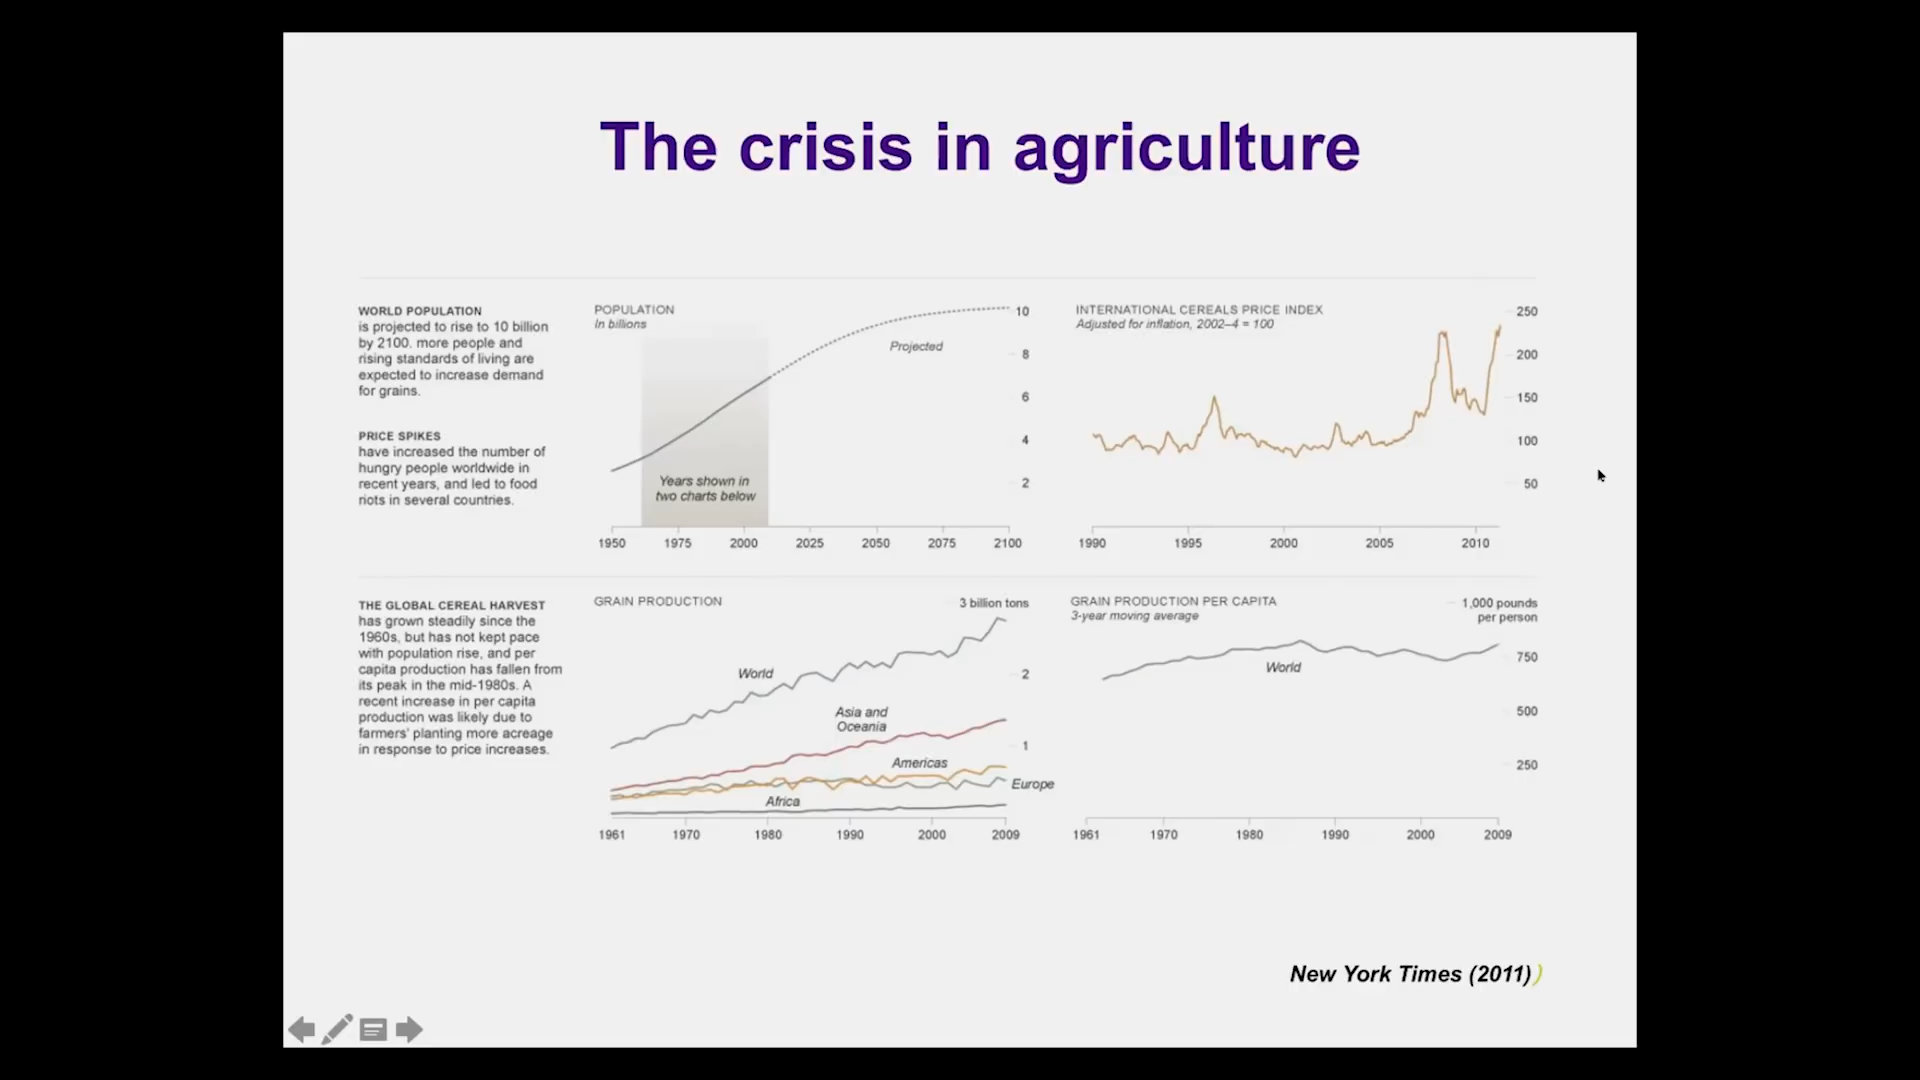 The crisis in agriculture
WORLD POPULATION
is projected to rise to 10 billion
by 2100. more people and
rising standards of living are
expected to increase demand
for grains.
PRICE SPIKES
have increased the number of
hungry people worldwide in
recent years, and led to food
riots in several countries.
POPULATION
In billions
10
8
6
4
2
Projected
Years shown in
two charts below
1950 1975 2000 2025 2050 2075 2100
INTERNATIONAL CEREALS PRICE INDEX
Adjusted for inflation, 2002–4 = 100
250
200
150
100
50
1990 1995 2000 2005 2010
THE GLOBAL CEREAL HARVEST
has grown steadily since the
1960s, but has not kept pace
with population rise, and per
capita production has fallen from
its peak in the mid-1980s. A
recent increase in per capita
production was likely due to
farmers' planting more acreage
in response to price increases.
GRAIN PRODUCTION
3 billion tons
World
2
Asia and
Oceania
1
Americas
Europe
Africa
1961 1970 1980 1990 2000 2009
GRAIN PRODUCTION PER CAPITA
3-year moving average
1,000 pounds
per person
World
750
500
250
1961 1970 1980 1990 2000 2009
New York Times (2011))